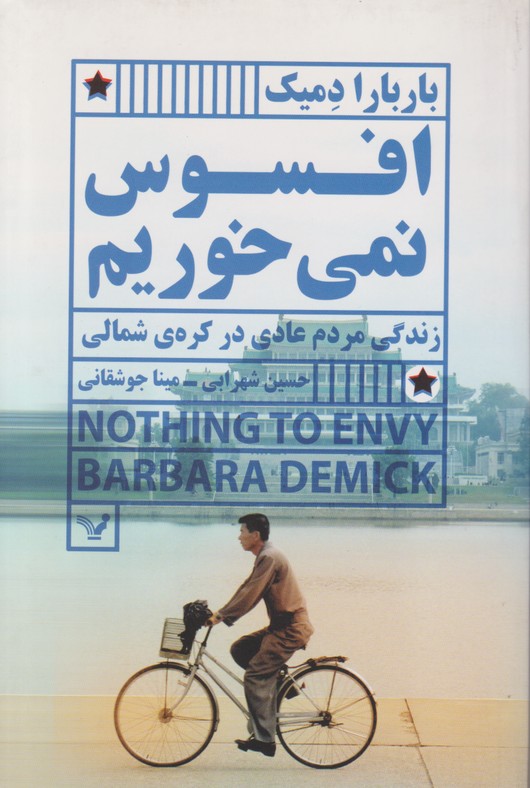 باربارا دِمیک
افسوس
نمی‌خوریم
زندگی مردم عادی در کره‌ی شمالی
حسین شهرابی ـ مینا جوشقانی
NOTHING TO ENVY
BARBARA DEMICK